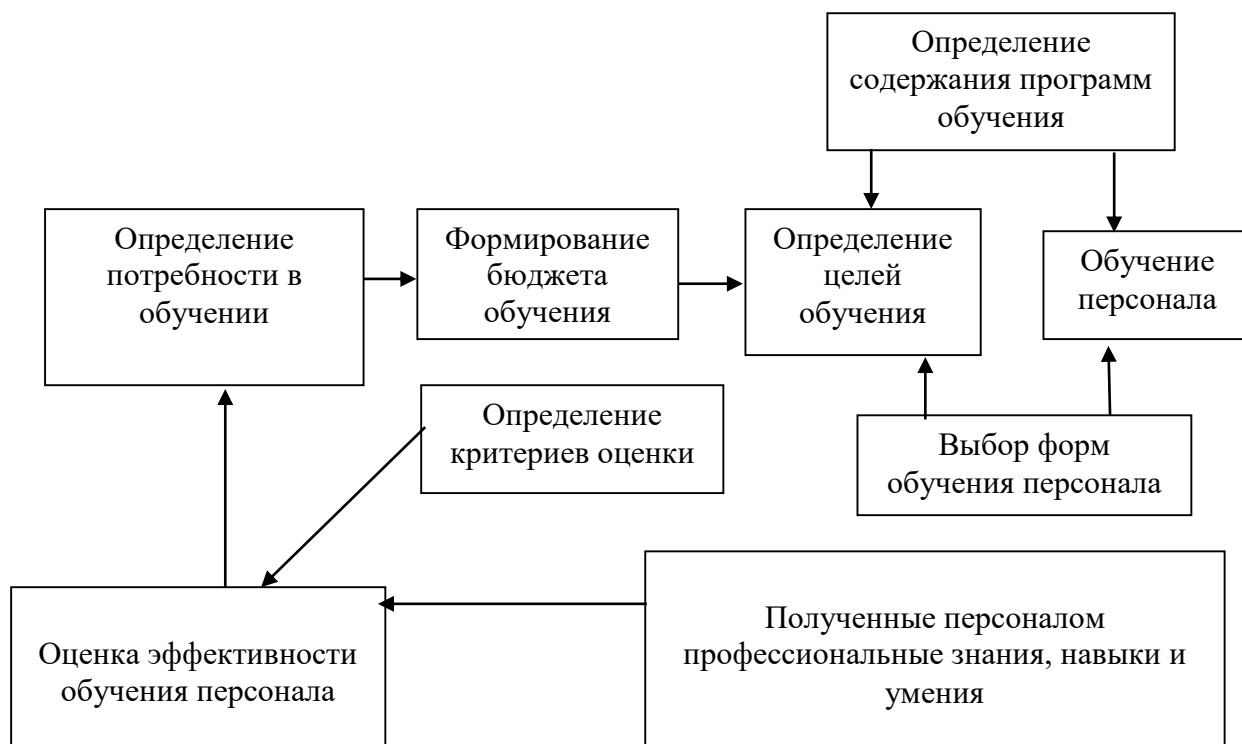 Определение
содержания программ
обучения
Определение
потребности в
обучении
Формирование
бюджета
обучения
Определение
целей
обучения
Обучение
персонала
Определение
критериев оценки
Выбор форм
обучения персонала
Оценка эффективности
обучения персонала
Полученные персоналом
профессиональные знания, навыки и
умения